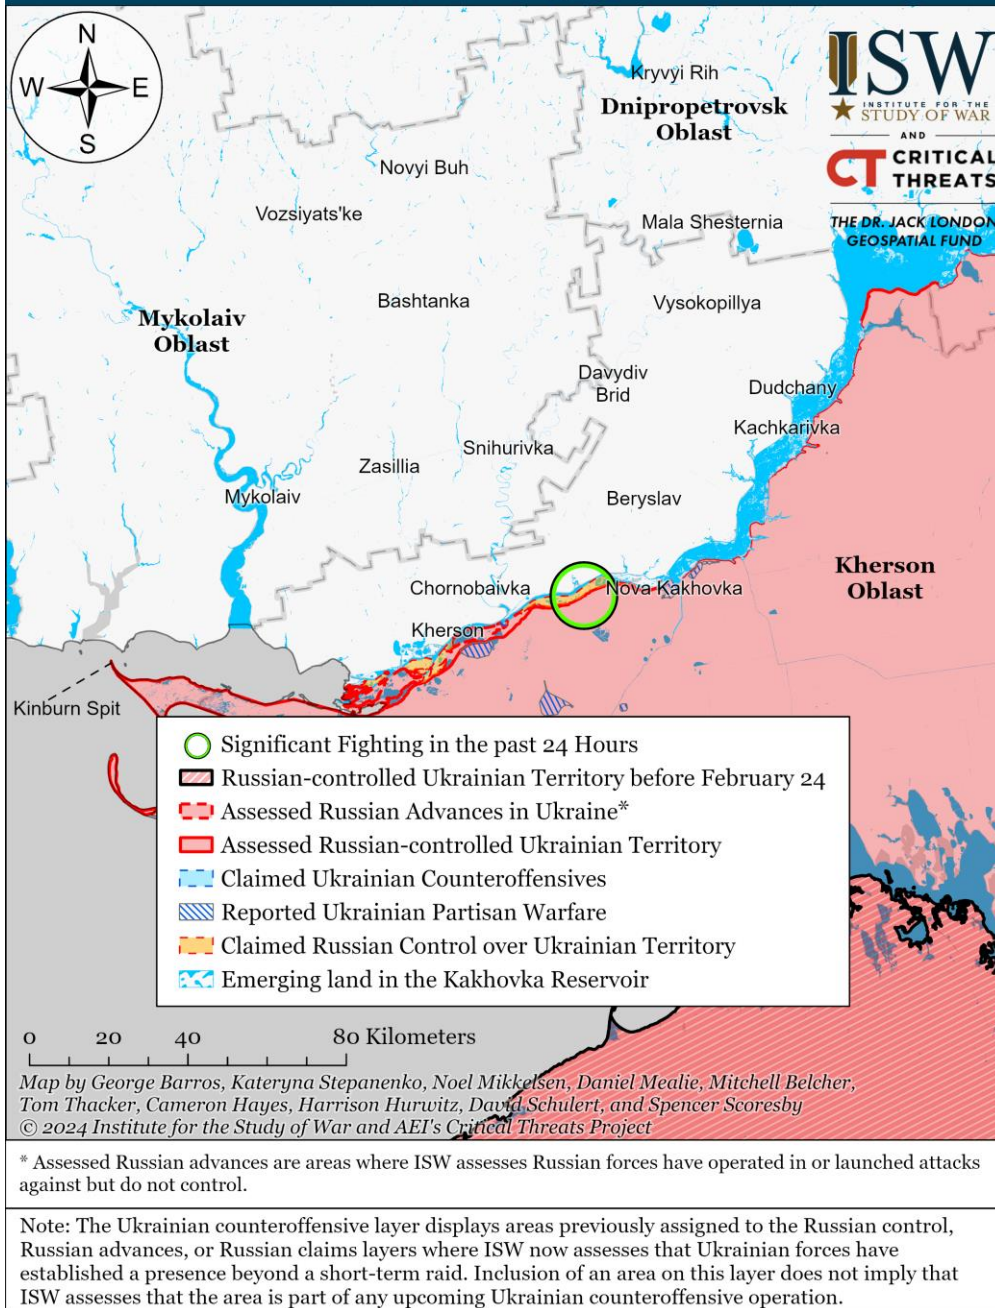 N
W
E
S
Kryvyi Rih
Dnipropetrovsk
Oblast
ISW
INSTITUTE FOR THE
STUDY OF WAR
AND
CT CRITICAL
THREATS
THE DR. JACK LONDON
GEOSPATIAL FUND
Novyi Buh
Vozsiyats'ke
Mala Shesternia
Bashtanka
Vysokopillya
Mykolaiv
Oblast
Davydiv
Brid
Dudchany
Kachkarivka
Snihurivka
Zasillia
Mykolaiv
Beryslav
Kherson
Oblast
Chornobaivka
Nova Kakhovka
Kherson
Kinburn Spit
Significant Fighting in the past 24 Hours
Russian-controlled Ukrainian Territory before February 24
Assessed Russian Advances in Ukraine*
Assessed Russian-controlled Ukrainian Territory
Claimed Ukrainian Counteroffensives
Reported Ukrainian Partisan Warfare
Claimed Russian Control over Ukrainian Territory
Emerging land in the Kakhovka Reservoir
0 20 40 80 Kilometers
Map by George Barros, Kateryna Stepanenko, Noel Mikkelsen, Daniel Mealie, Mitchell Belcher,
Tom Thacker, Cameron Hayes, Harrison Hurwitz, David Schulert, and Spencer Scoresby
© 2024 Institute for the Study of War and AEI's Critical Threats Project
* Assessed Russian advances are areas where ISW assesses Russian forces have operated in or launched attacks
against but do not control.
Note: The Ukrainian counteroffensive layer displays areas previously assigned to the Russian control,
Russian advances, or Russian claims layers where ISW now assesses that Ukrainian forces have
established a presence beyond a short-term raid. Inclusion of an area on this layer does not imply that
ISW assesses that the area is part of any upcoming Ukrainian counteroffensive operation.